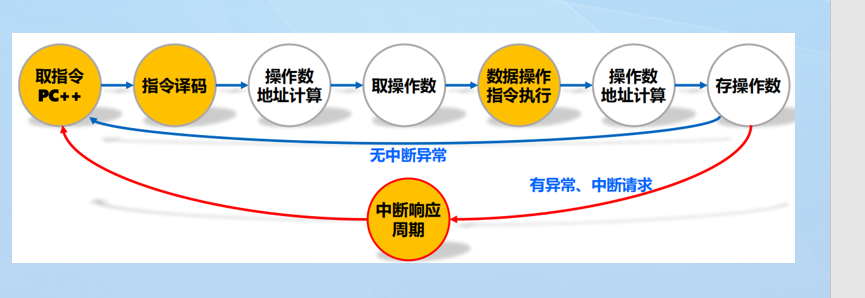 取指令
PC++
指令译码
操作数
地址计算
取操作数
数据操作
指令执行
操作数
地址计算
存操作数
无中断异常
有异常、中断请求
中断响应
周期